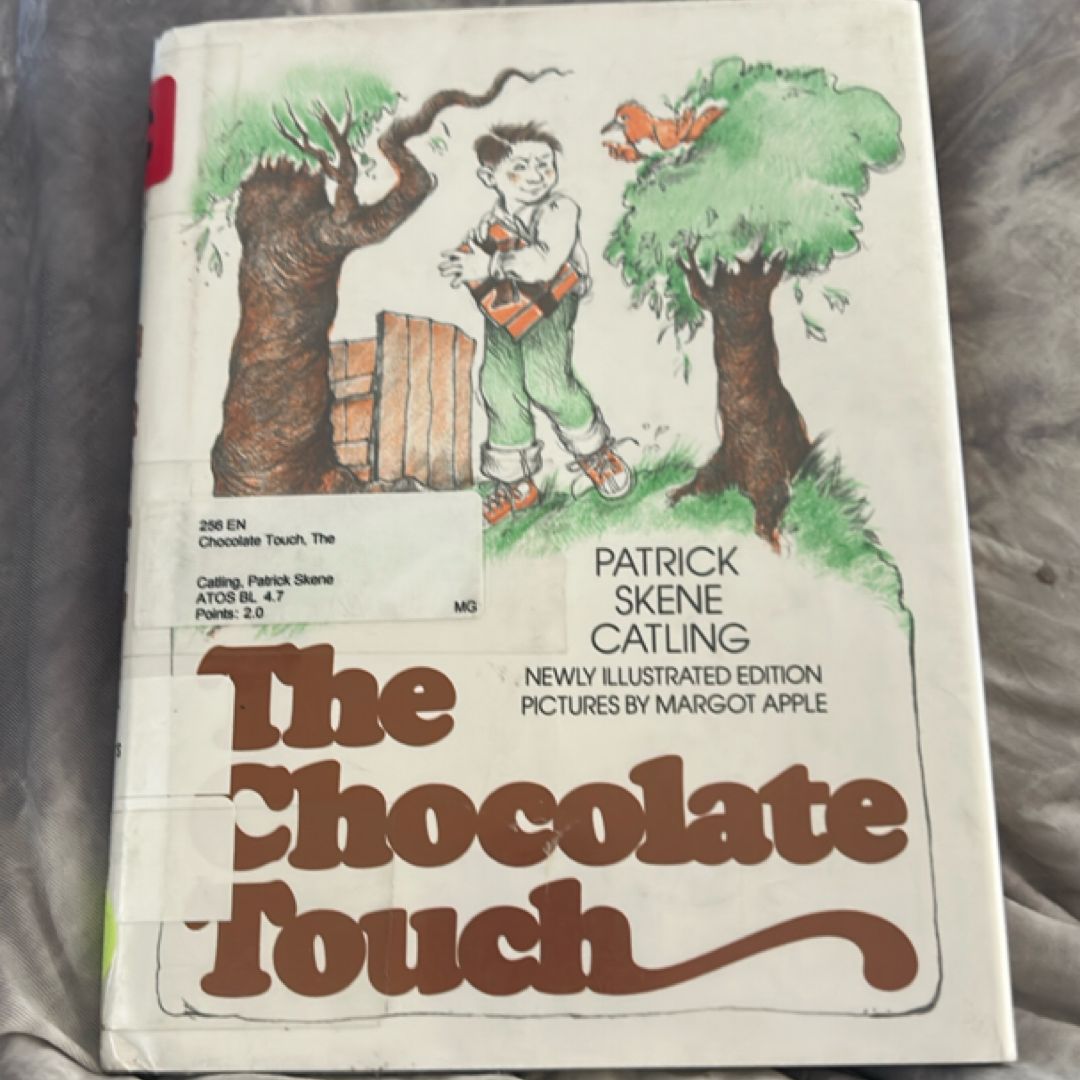 256 EN
Chocolate Touch, The
Catling, Patrick Skene
ATOS BL 4.7
Points: 2.0
MG
PATRICK
SKENE
CATLING
NEWLY ILLUSTRATED EDITION
PICTURES BY MARGOT APPLE
The
Chocolate
Touch